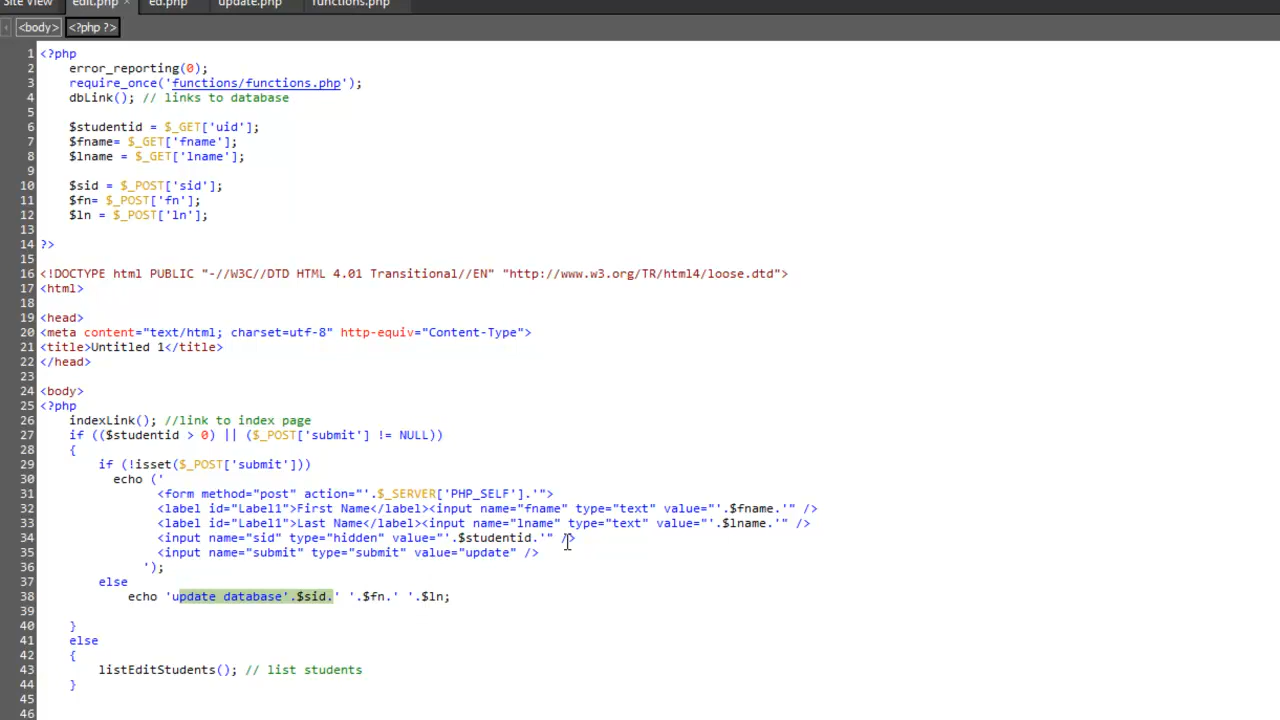 Site View edit.php × ed.php update.php functions.php
<body> <?php ?>
1 <?php
2 error_reporting(0);
3 require_once('functions/functions.php');
4 dbLink(); // links to database
5
6 $studentid = $_GET['uid'];
7 $fname= $_GET['fname'];
8 $lname = $_GET['lname'];
9
10 $sid = $_POST['sid'];
11 $fn= $_POST['fn'];
12 $ln = $_POST['ln'];
13
14 ?>
15
16 <!DOCTYPE html PUBLIC "-//W3C//DTD HTML 4.01 Transitional//EN" "http://www.w3.org/TR/html4/loose.dtd">
17 <html>
18
19 <head>
20 <meta content="text/html; charset=utf-8" http-equiv="Content-Type">
21 <title>Untitled 1</title>
22 </head>
23
24 <body>
25 <?php
26 indexLink(); //link to index page
27 if (($studentid > 0) || ($_POST['submit'] != NULL))
28 {
29 if (!isset($_POST['submit']))
30 echo ('
31 <form method="post" action="'.$_SERVER['PHP_SELF'].'">
32 <label id="Label1">First Name</label><input name="fname" type="text" value="'.$fname.'" />
33 <label id="Label1">Last Name</label><input name="lname" type="text" value="'.$lname.'" />
34 <input name="sid" type="hidden" value="'.$studentid.'" />
35 <input name="submit" type="submit" value="update" />
36 ');
37 else
38 echo 'update database'.$sid.' '.$fn.' '.$ln;
39
40 }
41 else
42 {
43 listEditStudents(); // list students
44 }
45
46